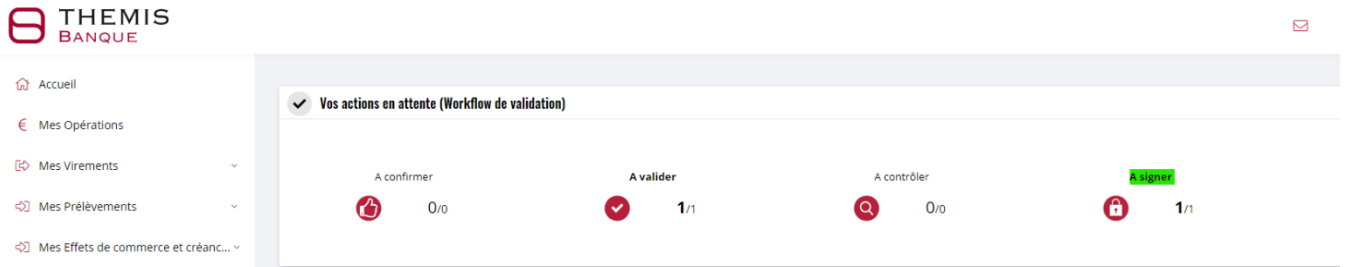 THEMIS
BANQUE
Accueil
Mes Opérations
Mes Virements
Mes Prélèvements
Mes Effets de commerce et créanc...
Vos actions en attente (Workflow de validation)
A confirmer
0/0
A valider
1/1
A contrôler
0/0
A signer
1/1